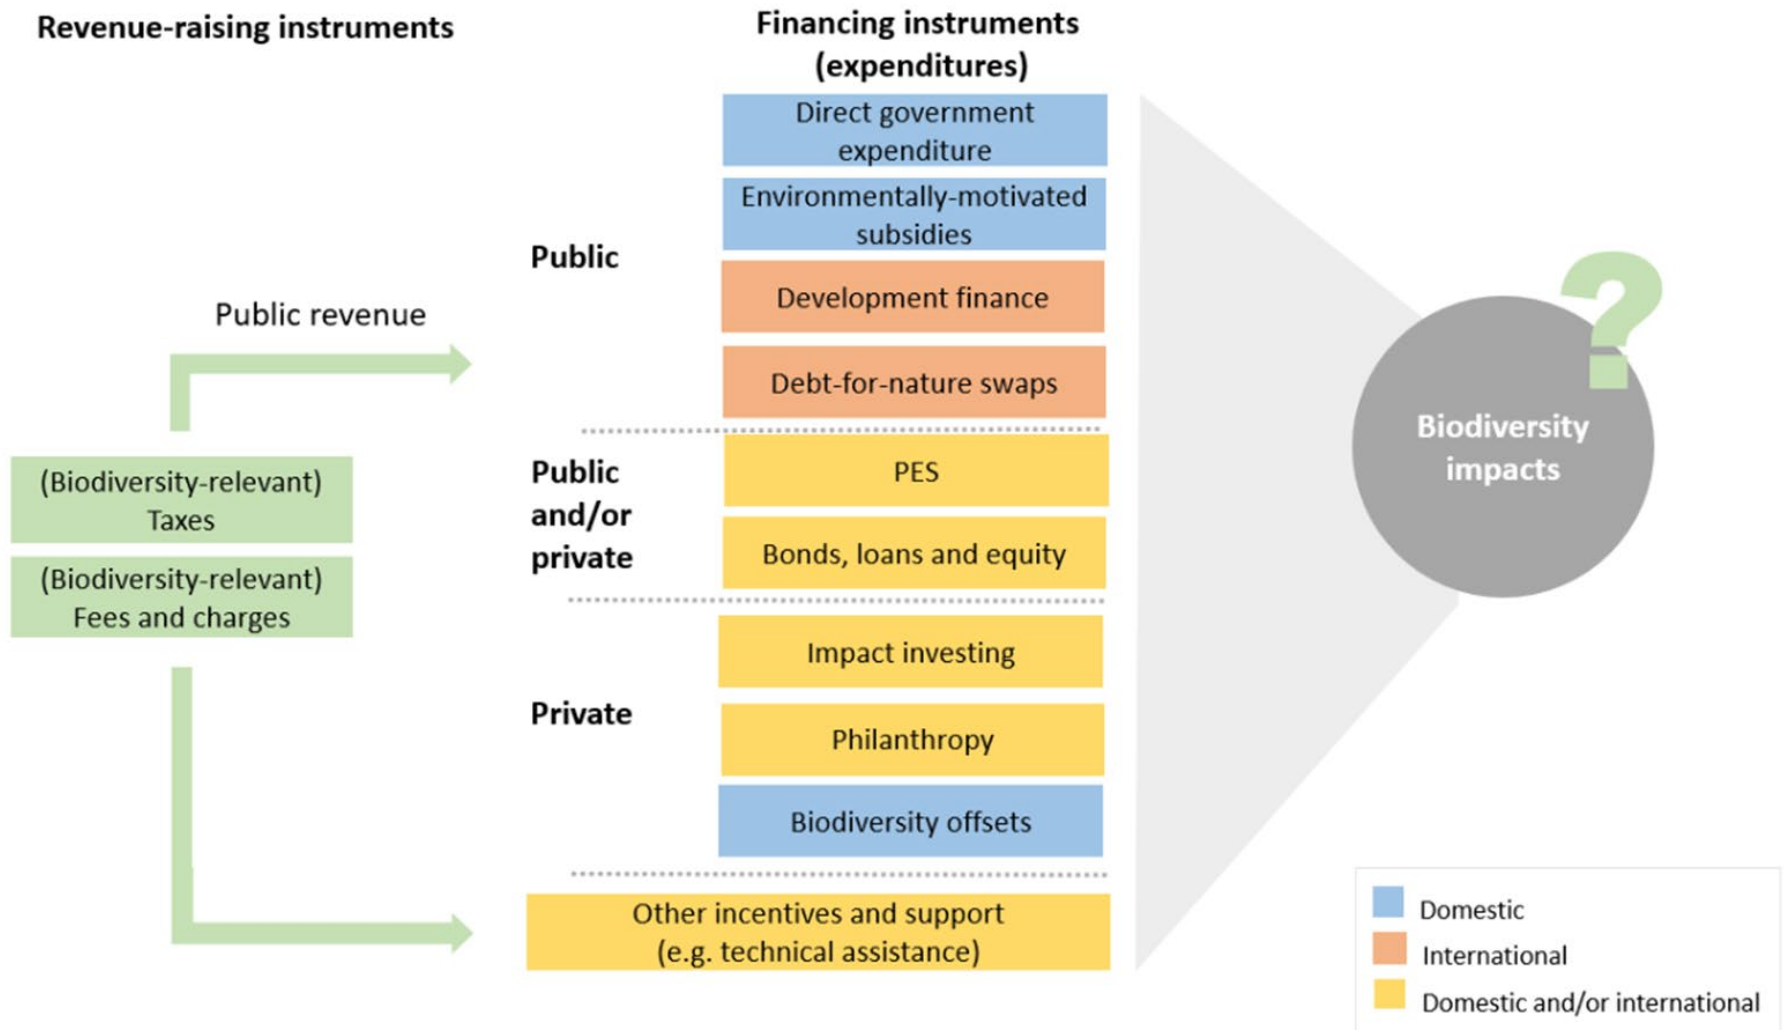 Revenue-raising instruments
Financing instruments
(expenditures)
Direct government
expenditure
Environmentally-motivated
subsidies
Public
Development finance
Public revenue
Debt-for-nature swaps
(Biodiversity-relevant)
Taxes
(Biodiversity-relevant)
Fees and charges
Public
and/or
private
PES
Bonds, loans and equity
Impact investing
Private
Philanthropy
Biodiversity offsets
Other incentives and support
(e.g. technical assistance)
?
Biodiversity
impacts
Domestic
International
Domestic and/or international